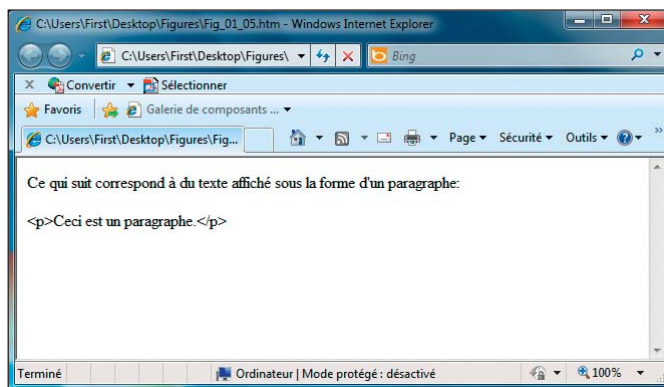 C:\Users\First\Desktop\Figures\Fig_01_05.htm - Windows Internet Explorer
C:\Users\First\Desktop\Figures\ Bing
X Convertir Sélectionner
Favoris Galerie de composants ...
C:\Users\First\Desktop\Figures\Fig... Page Sécurité Outils »
Ce qui suit correspond à du texte affiché sous la forme d'un paragraphe:
<p>Ceci est un paragraphe.</p>
Terminé Ordinateur | Mode protégé : désactivé 100%